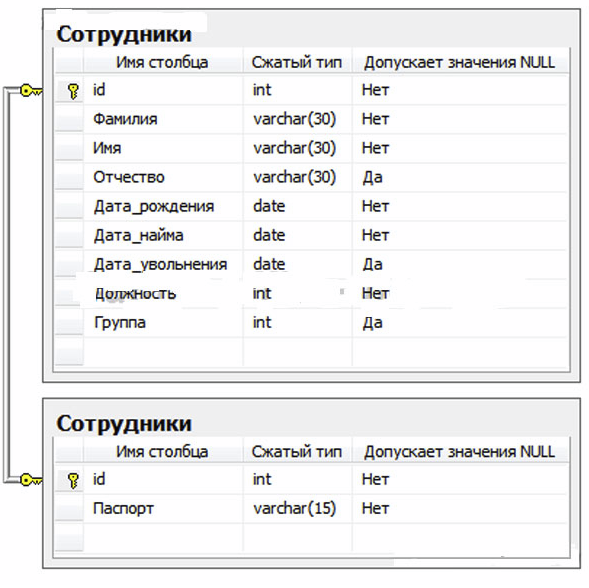 Сотрудники
Имя столбца Сжатый тип Допускает значения NULL
id int Нет
Фамилия varchar(30) Нет
Имя varchar(30) Нет
Отчество varchar(30) Да
Дата_рождения date Нет
Дата_найма date Нет
Дата_увольнения date Да
Должность int Нет
Группа int Да
Сотрудники
Имя столбца Сжатый тип Допускает значения NULL
id int Нет
Паспорт varchar(15) Нет